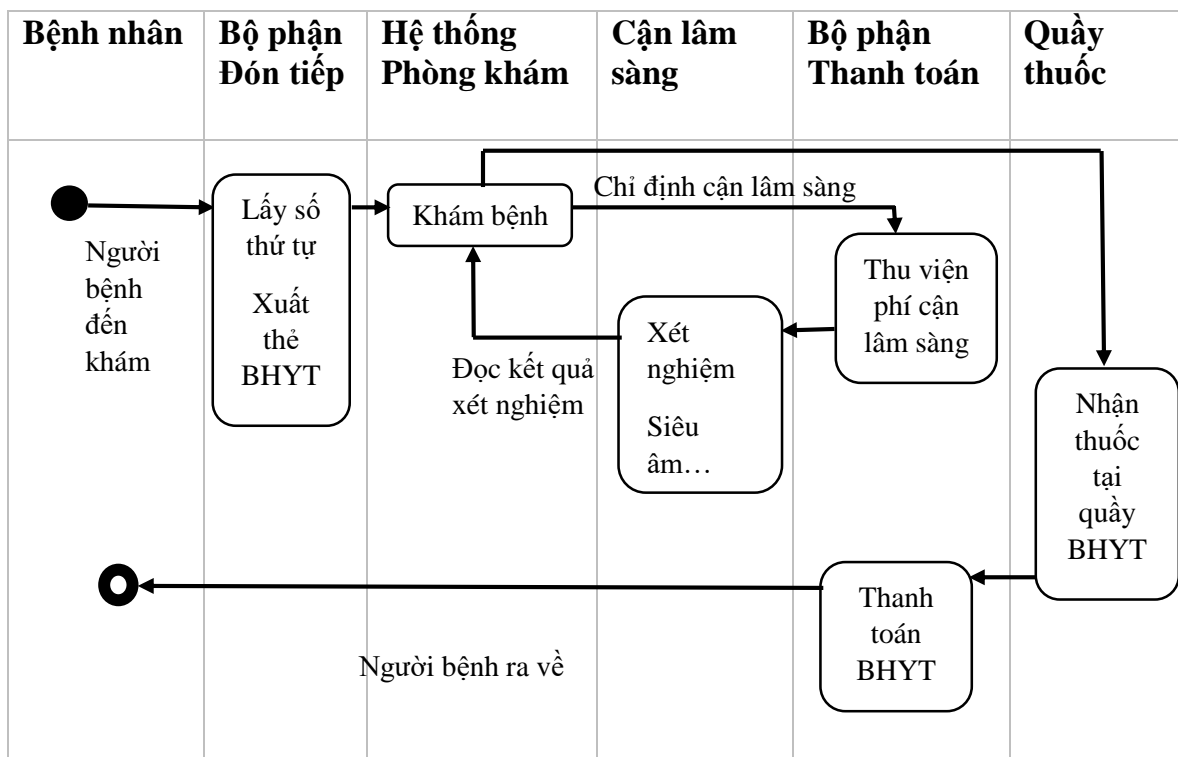 Bệnh nhân
Bộ phận
Đón tiếp
Hệ thống
Phòng khám
Cận lâm
sàng
Bộ phận
Thanh toán
Quầy
thuốc
Người
bệnh
đến
khám
Lấy số
thứ tự
Xuất
thẻ
BHYT
Khám bệnh
Chỉ định cận lâm sàng
Thu viện
phí cận
lâm sàng
Xét
nghiệm
Siêu
âm…
Đọc kết quả
xét nghiệm
Nhận
thuốc
tại
quầy
BHYT
Thanh
toán
BHYT
Người bệnh ra về